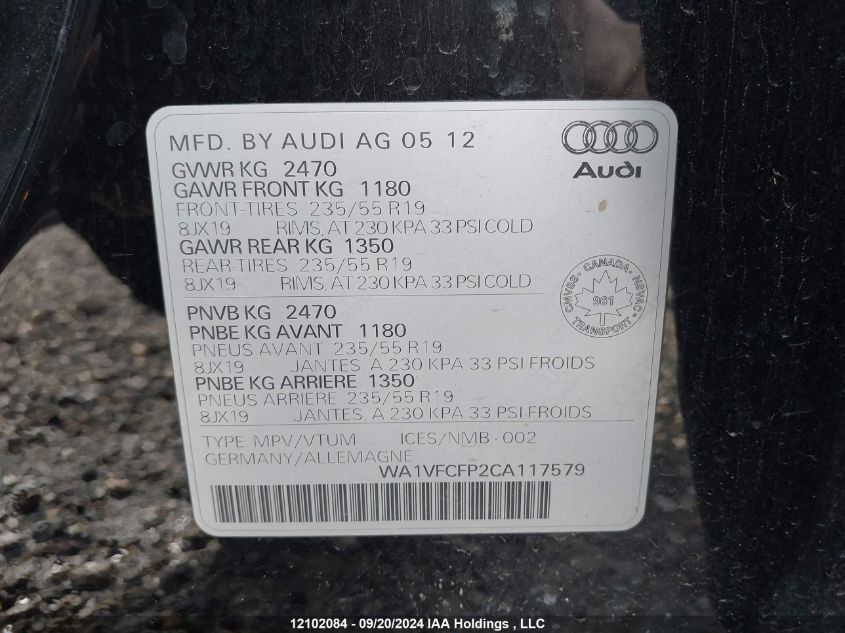 MFD. BY AUDI AG 05 12
Audi
GVWR KG 2470
GAWR FRONT KG 1180
FRONT-TIRES 235/55 R19
8JX19 RIMS, AT 230 KPA 33 PSI COLD
GAWR REAR KG 1350
REAR-TIRES 235/55 R19
8JX19 RIMS, AT 230 KPA 33 PSI COLD
CMVSS - CANADA - NSVAC
961
TRANSPORT
PNVB KG 2470
PNBE KG AVANT 1180
PNEUS AVANT 235/55 R19
8JX19 JANTES, A 230 KPA 33 PSI FROIDS
PNBE KG ARRIERE 1350
PNEUS ARRIERE 235/55 R19
8JX19 JANTES, A 230 KPA 33 PSI FROIDS
TYPE MPV/VTUM ICES/NMB-002
GERMANY/ALLEMAGNE
WA1VFCFP2CA117579
12102084 - 09/20/2024 IAA Holdings , LLC